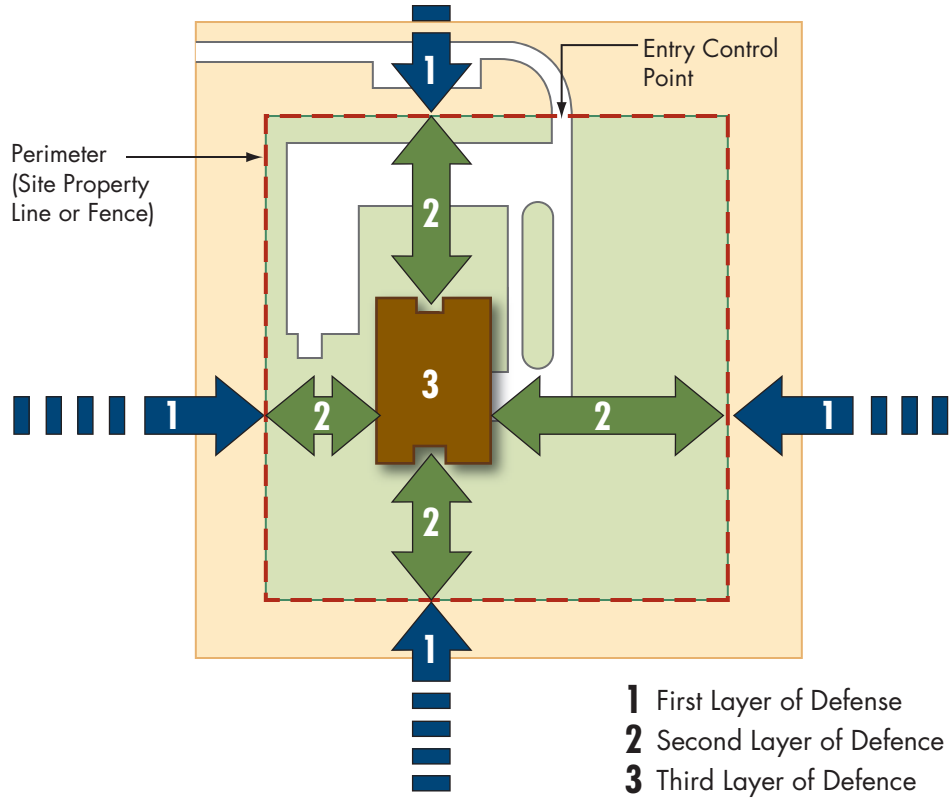 1
Entry Control
Point
Perimeter
(Site Property
Line or Fence)
2
3
1
2
2
1
2
1
1 First Layer of Defense
2 Second Layer of Defence
3 Third Layer of Defence